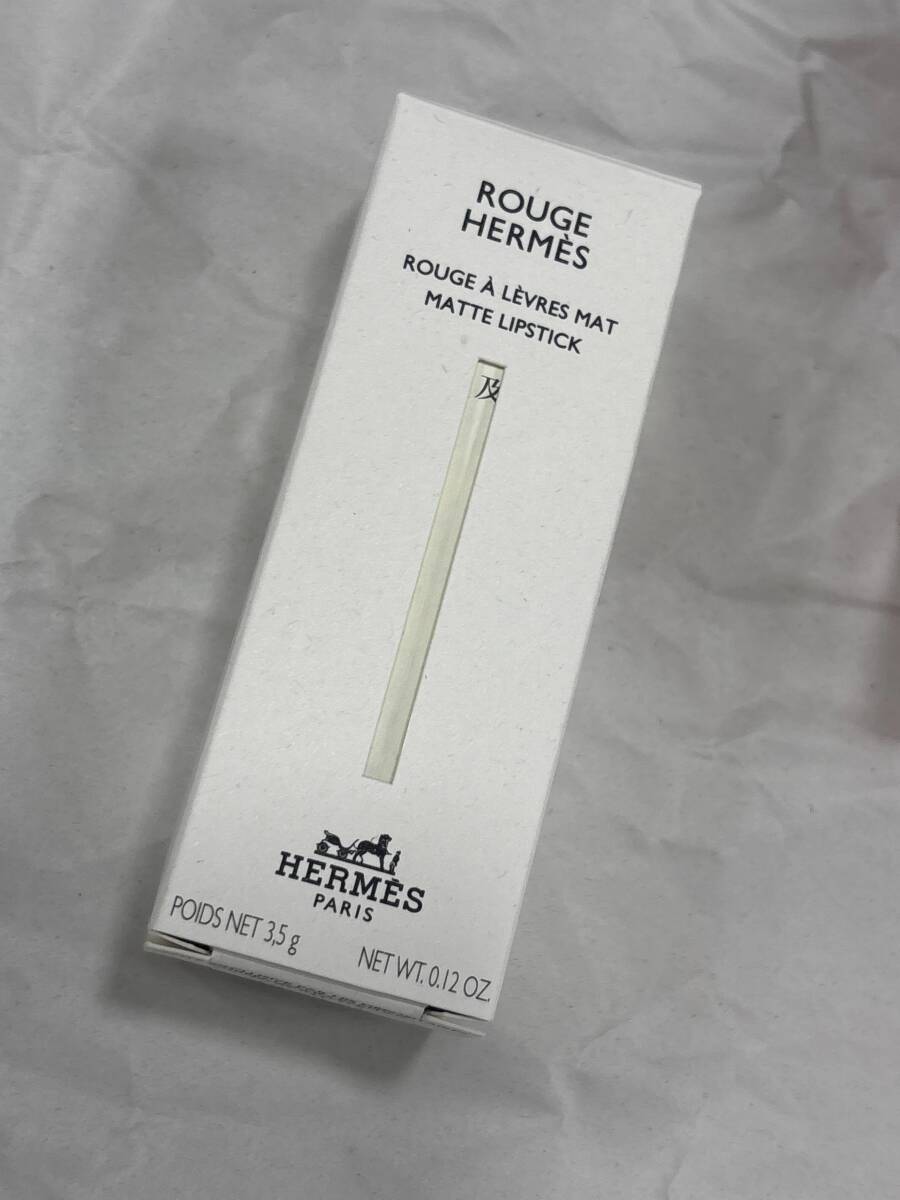 ROUGE
HERMÈS
ROUGE À LÈVRES MAT
MATTE LIPSTICK
及
HERMÈS
PARIS
POIDS NET 3,5 g
NET WT. 0.12 OZ.